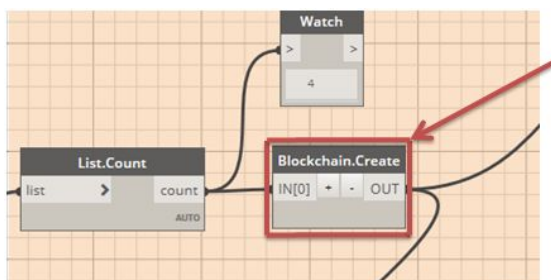 Watch
> >
4
List.Count
list > count
AUTO
Blockchain.Create
IN[0] + - OUT